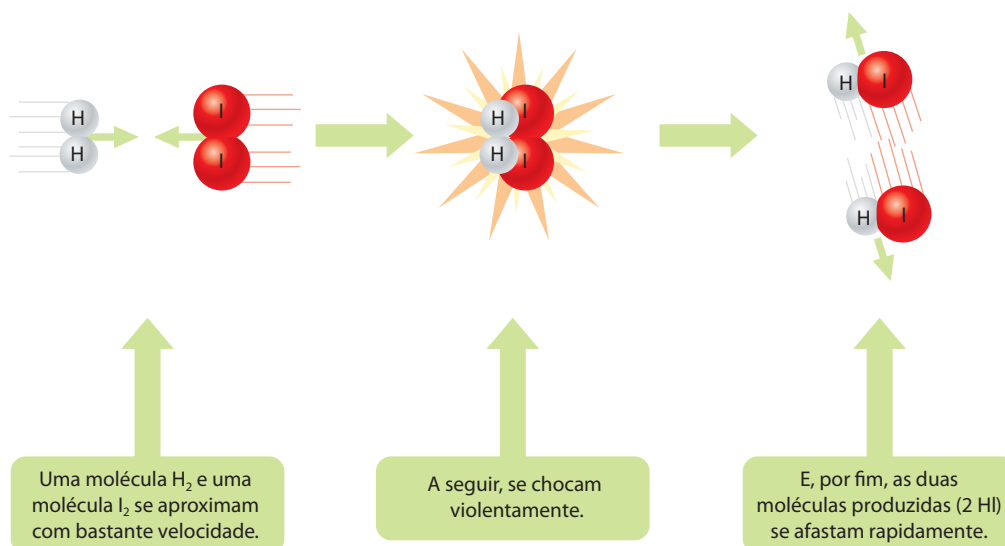 H
H
I
I
H
H
I
I
H
I
H
I
Uma molécula H₂ e uma
molécula I₂ se aproximam
com bastante velocidade.
A seguir, se chocam
violentamente.
E, por fim, as duas
moléculas produzidas (2 HI)
se afastam rapidamente.